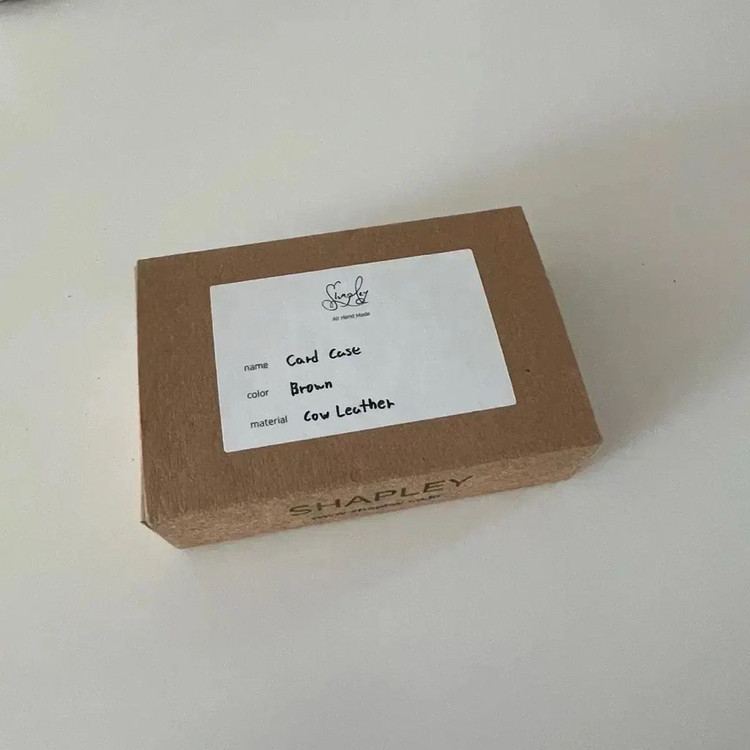 Shapley
All Hand Made
name Card Case
color Brown
material Cow Leather
SHAPLEY